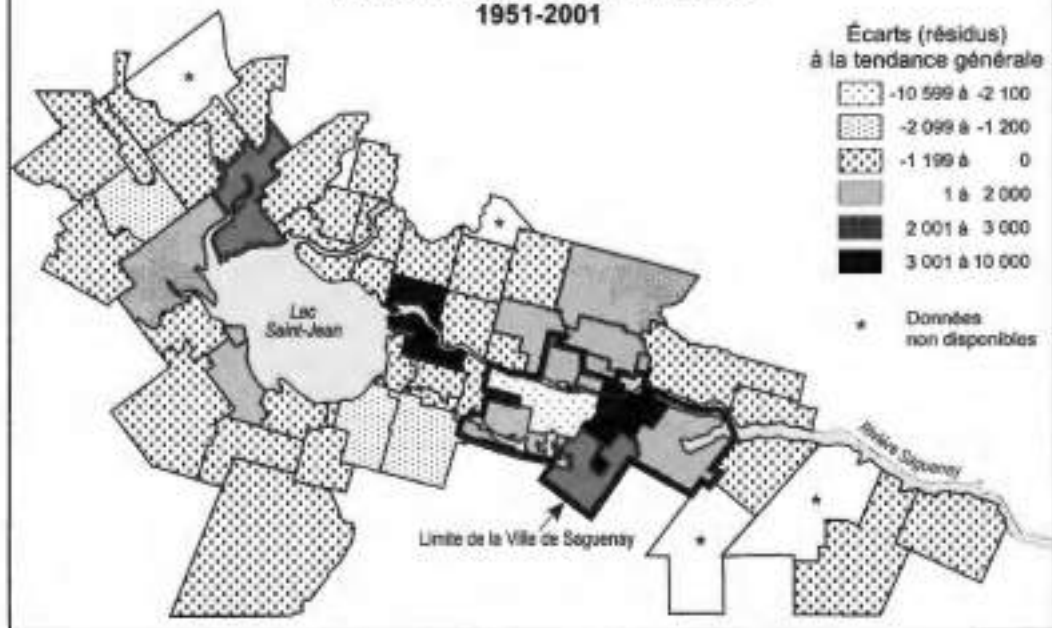 1951-2001
Écarts (résidus)
à la tendance générale
-10 599 à -2 100
-2 099 à -1 200
-1 199 à 0
1 à 2 000
2 001 à 3 000
3 001 à 10 000
* Données
non disponibles
Lac
Saint-Jean
Rivière Saguenay
Limite de la Ville de Saguenay